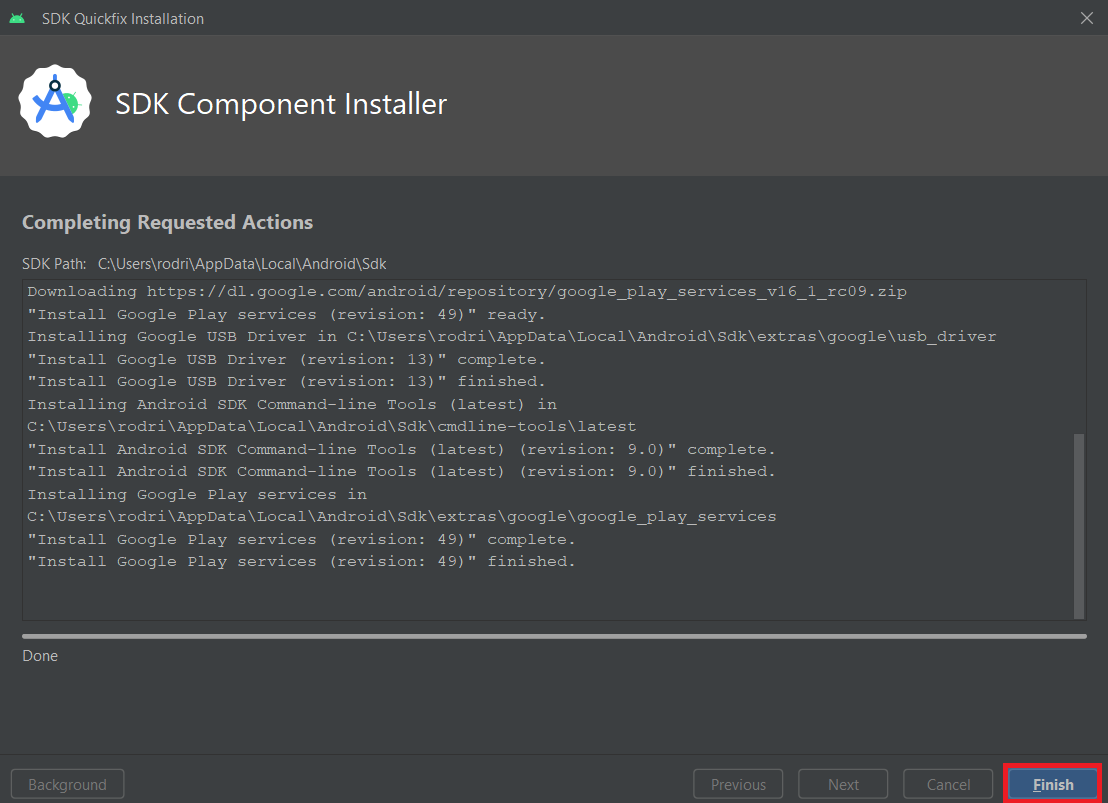 SDK Quickfix Installation
SDK Component Installer
Completing Requested Actions
SDK Path: C:\Users\rodri\AppData\Local\Android\Sdk
Downloading https://dl.google.com/android/repository/google_play_services_v16_1_rc09.zip
"Install Google Play services (revision: 49)" ready.
Installing Google USB Driver in C:\Users\rodri\AppData\Local\Android\Sdk\extras\google\usb_driver
"Install Google USB Driver (revision: 13)" complete.
"Install Google USB Driver (revision: 13)" finished.
Installing Android SDK Command-line Tools (latest) in
C:\Users\rodri\AppData\Local\Android\Sdk\cmdline-tools\latest
"Install Android SDK Command-line Tools (latest) (revision: 9.0)" complete.
"Install Android SDK Command-line Tools (latest) (revision: 9.0)" finished.
Installing Google Play services in
C:\Users\rodri\AppData\Local\Android\Sdk\extras\google\google_play_services
"Install Google Play services (revision: 49)" complete.
"Install Google Play services (revision: 49)" finished.
Done
Background Previous Next Cancel Finish